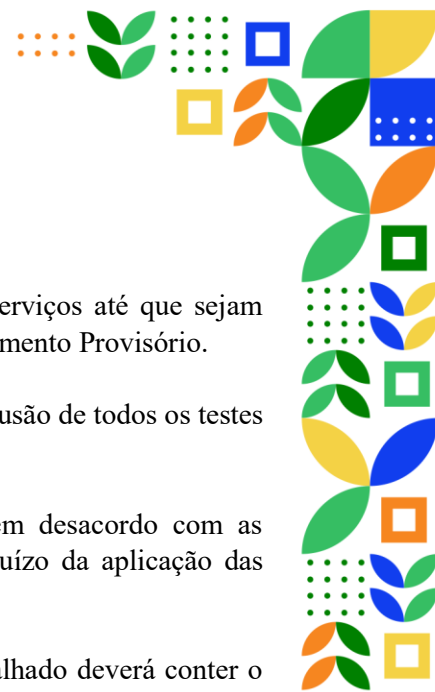 erviços até que sejam
mento Provisório.
usão de todos os testes
em desacordo com as
uízo da aplicação das
alhado deverá conter o